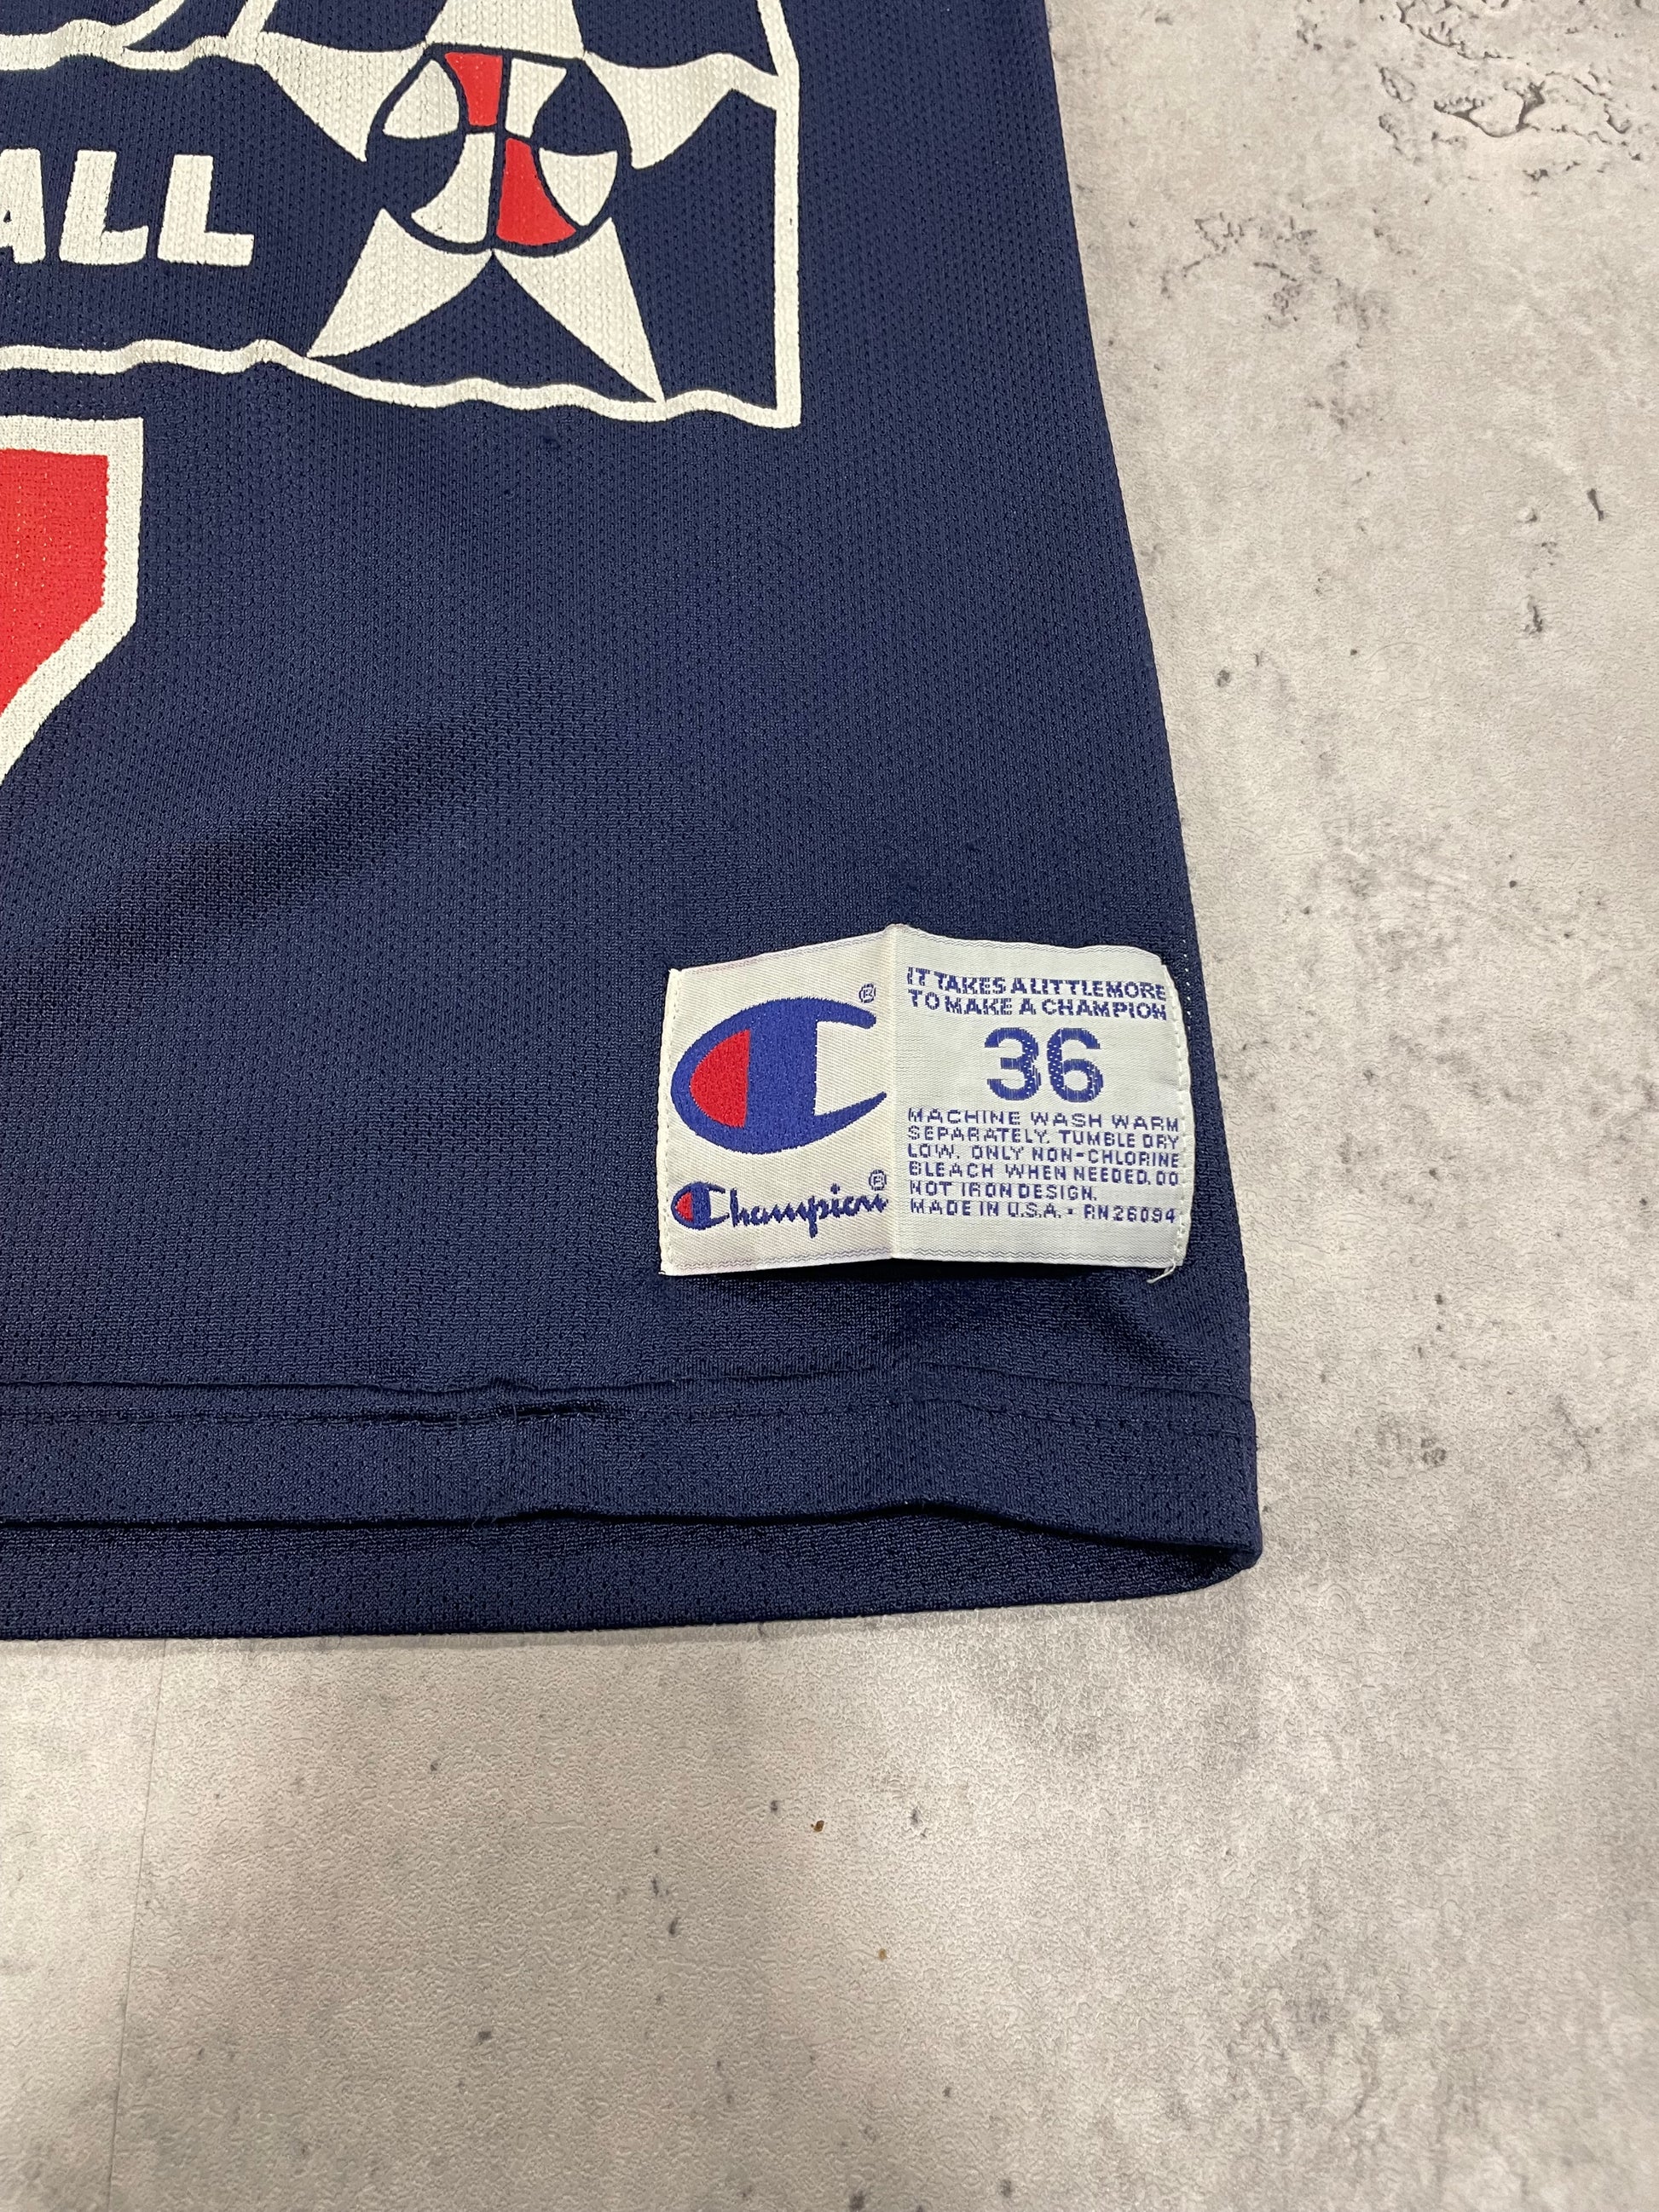 ALL
IT TAKES A LITTLE MORE
TO MAKE A CHAMPION
36
MACHINE WASH WARM
SEPARATELY. TUMBLE DRY
LOW. ONLY NON-CHLORINE
BLEACH WHEN NEEDED. DO
NOT IRON DESIGN.
MADE IN U.S.A. • RN26094
®
Champion®